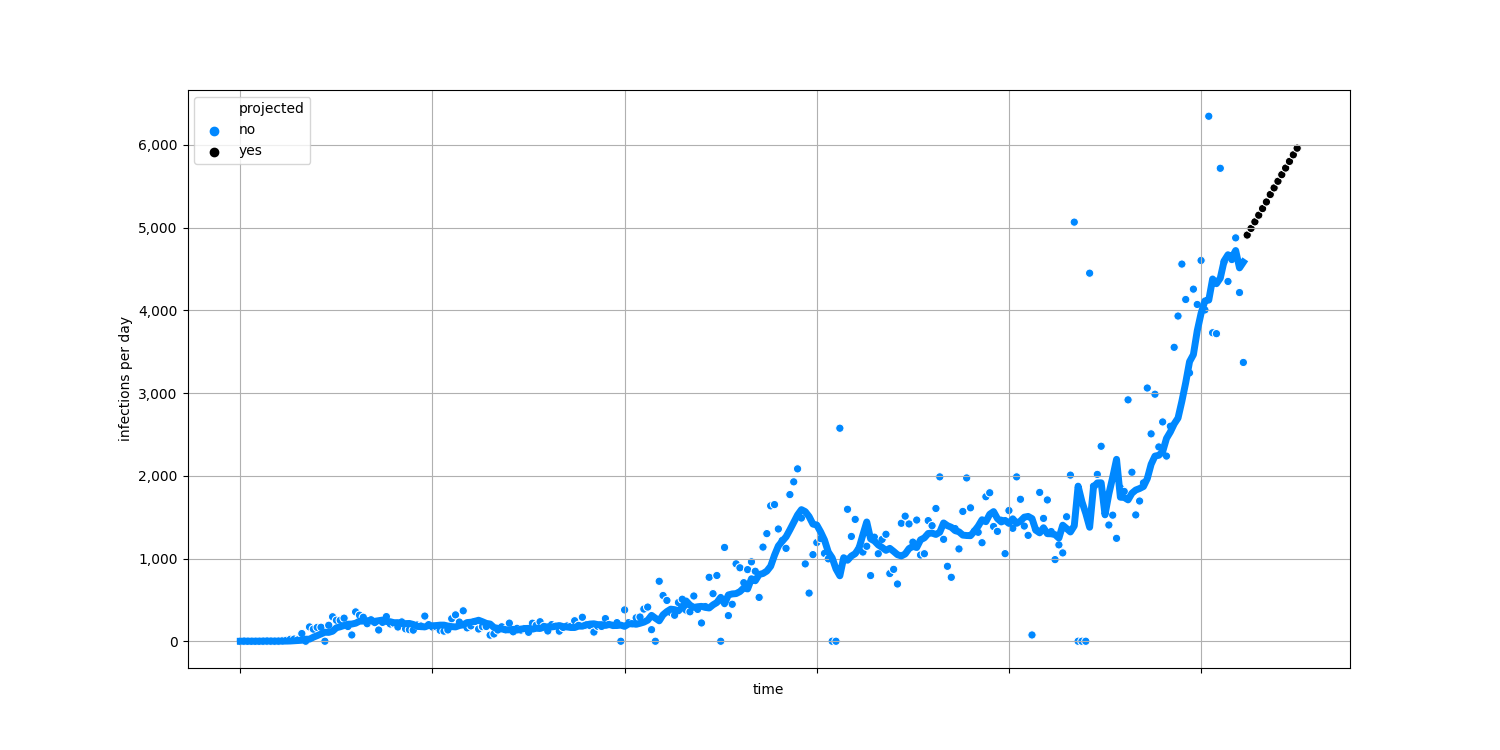 projected
no
yes
6,000
5,000
4,000
3,000
2,000
1,000
0
infections per day
time